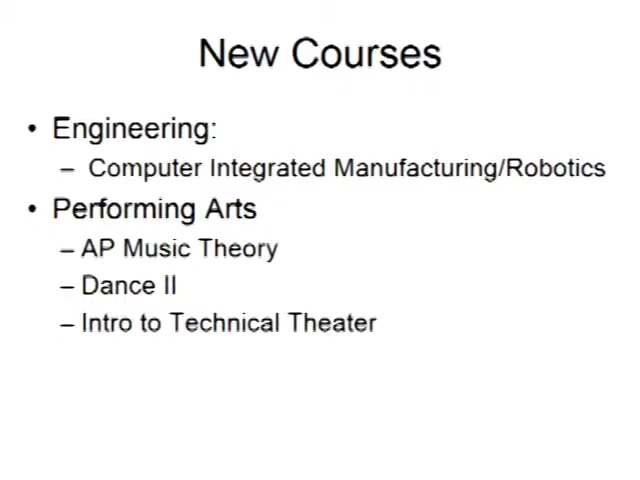 New Courses
• Engineering:
– Computer Integrated Manufacturing/Robotics
• Performing Arts
– AP Music Theory
– Dance II
– Intro to Technical Theater